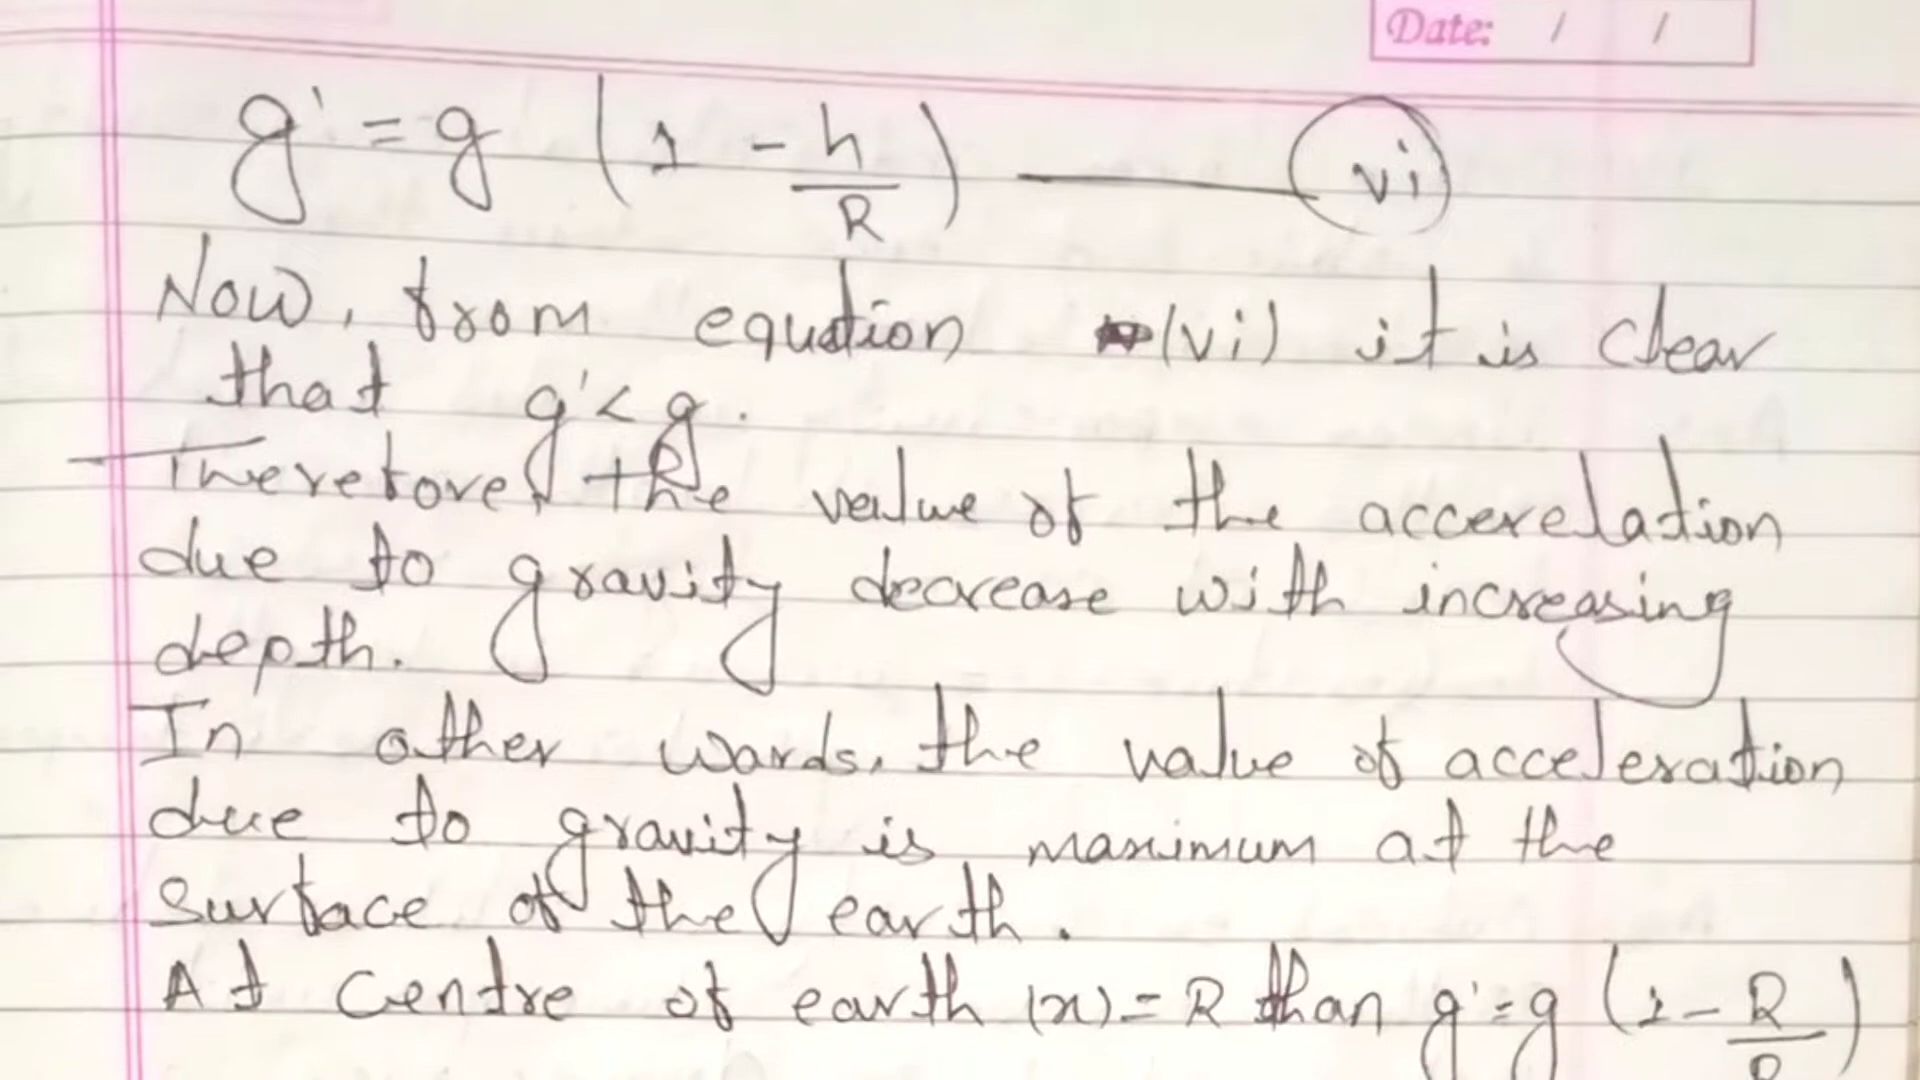 Date: / /
g' = g (1 - h/R) — (vi)
Now, from equation (vi) it is clear
that g' < g.
Therefore, the value of the accerelation
due to gravity decrease with increasing
depth.
In other words, the value of acceleration
due to gravity is maximum at the
surface of the earth.
At Centre of earth (x) = R than g' = g (1 - R/R)